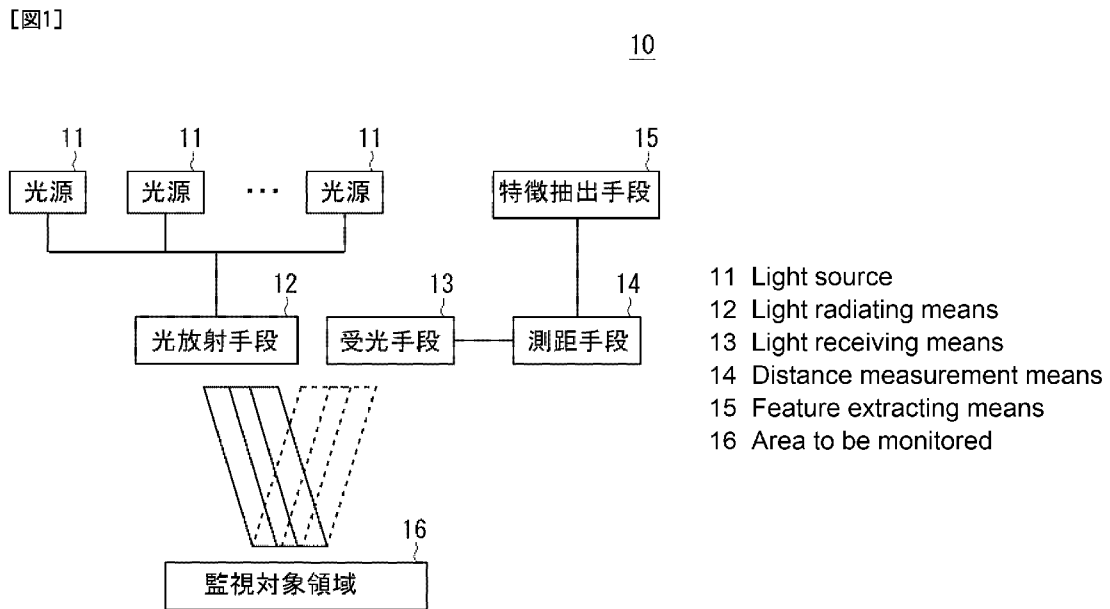 [図1]
10
11 11 11 15
光源 光源 ... 光源 特徴抽出手段
12 13 14
光放射手段 受光手段 測距手段
16
監視対象領域
11 Light source
12 Light radiating means
13 Light receiving means
14 Distance measurement means
15 Feature extracting means
16 Area to be monitored